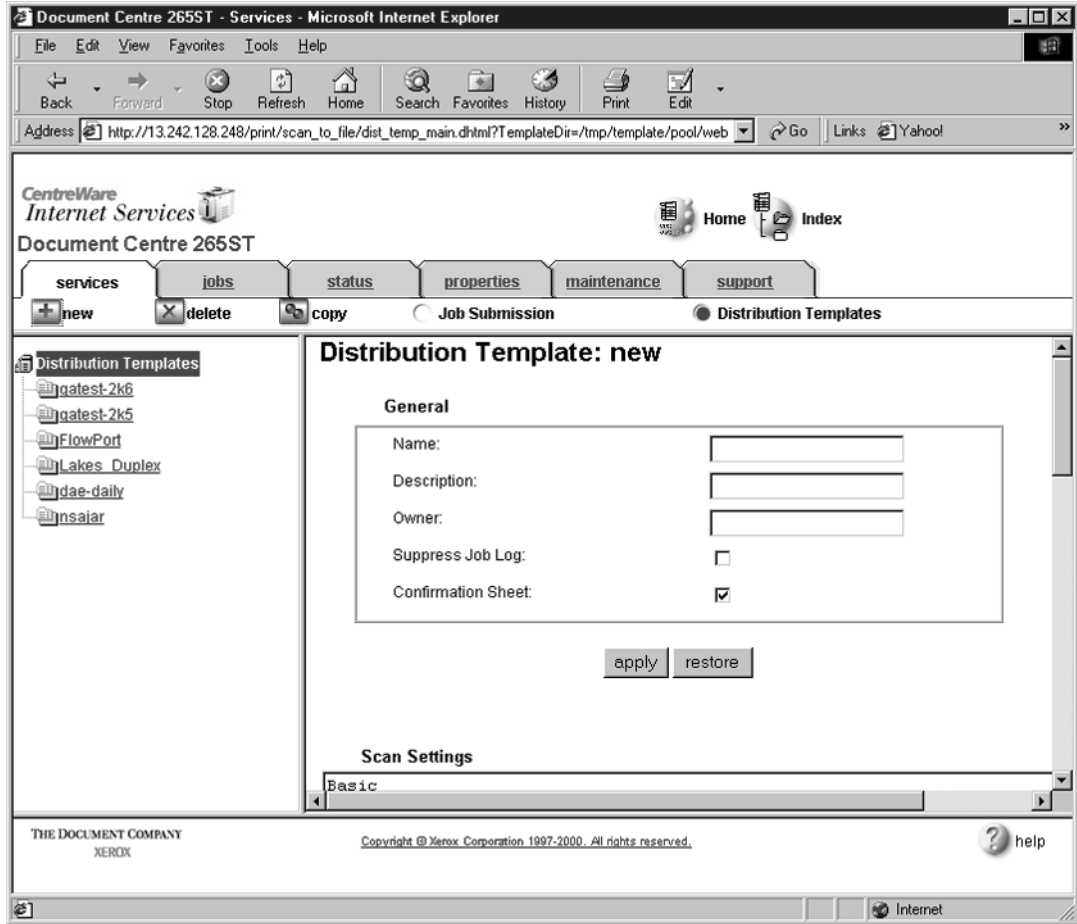 Document Centre 265ST - Services - Microsoft Internet Explorer
File Edit View Favorites Tools Help
Back Forward Stop Refresh Home Search Favorites History Print Edit
Address http://13.242.128.248/print/scan_to_file/dist_temp_main.dhtml?TemplateDir=/tmp/template/pool/web Go Links Yahoo! »
CentreWare
Internet Services
Home Index
Document Centre 265ST
services jobs status properties maintenance support
new delete copy Job Submission Distribution Templates
Distribution Templates
qatest-2k6
qatest-2k5
FlowPort
Lakes_Duplex
dae-daily
nsajar
Distribution Template: new
General
Name:
Description:
Owner:
Suppress Job Log:
Confirmation Sheet:
apply restore
Scan Settings
Basic
THE DOCUMENT COMPANY
XEROX
Copyright © Xerox Corporation 1997-2000. All rights reserved.
help
Internet